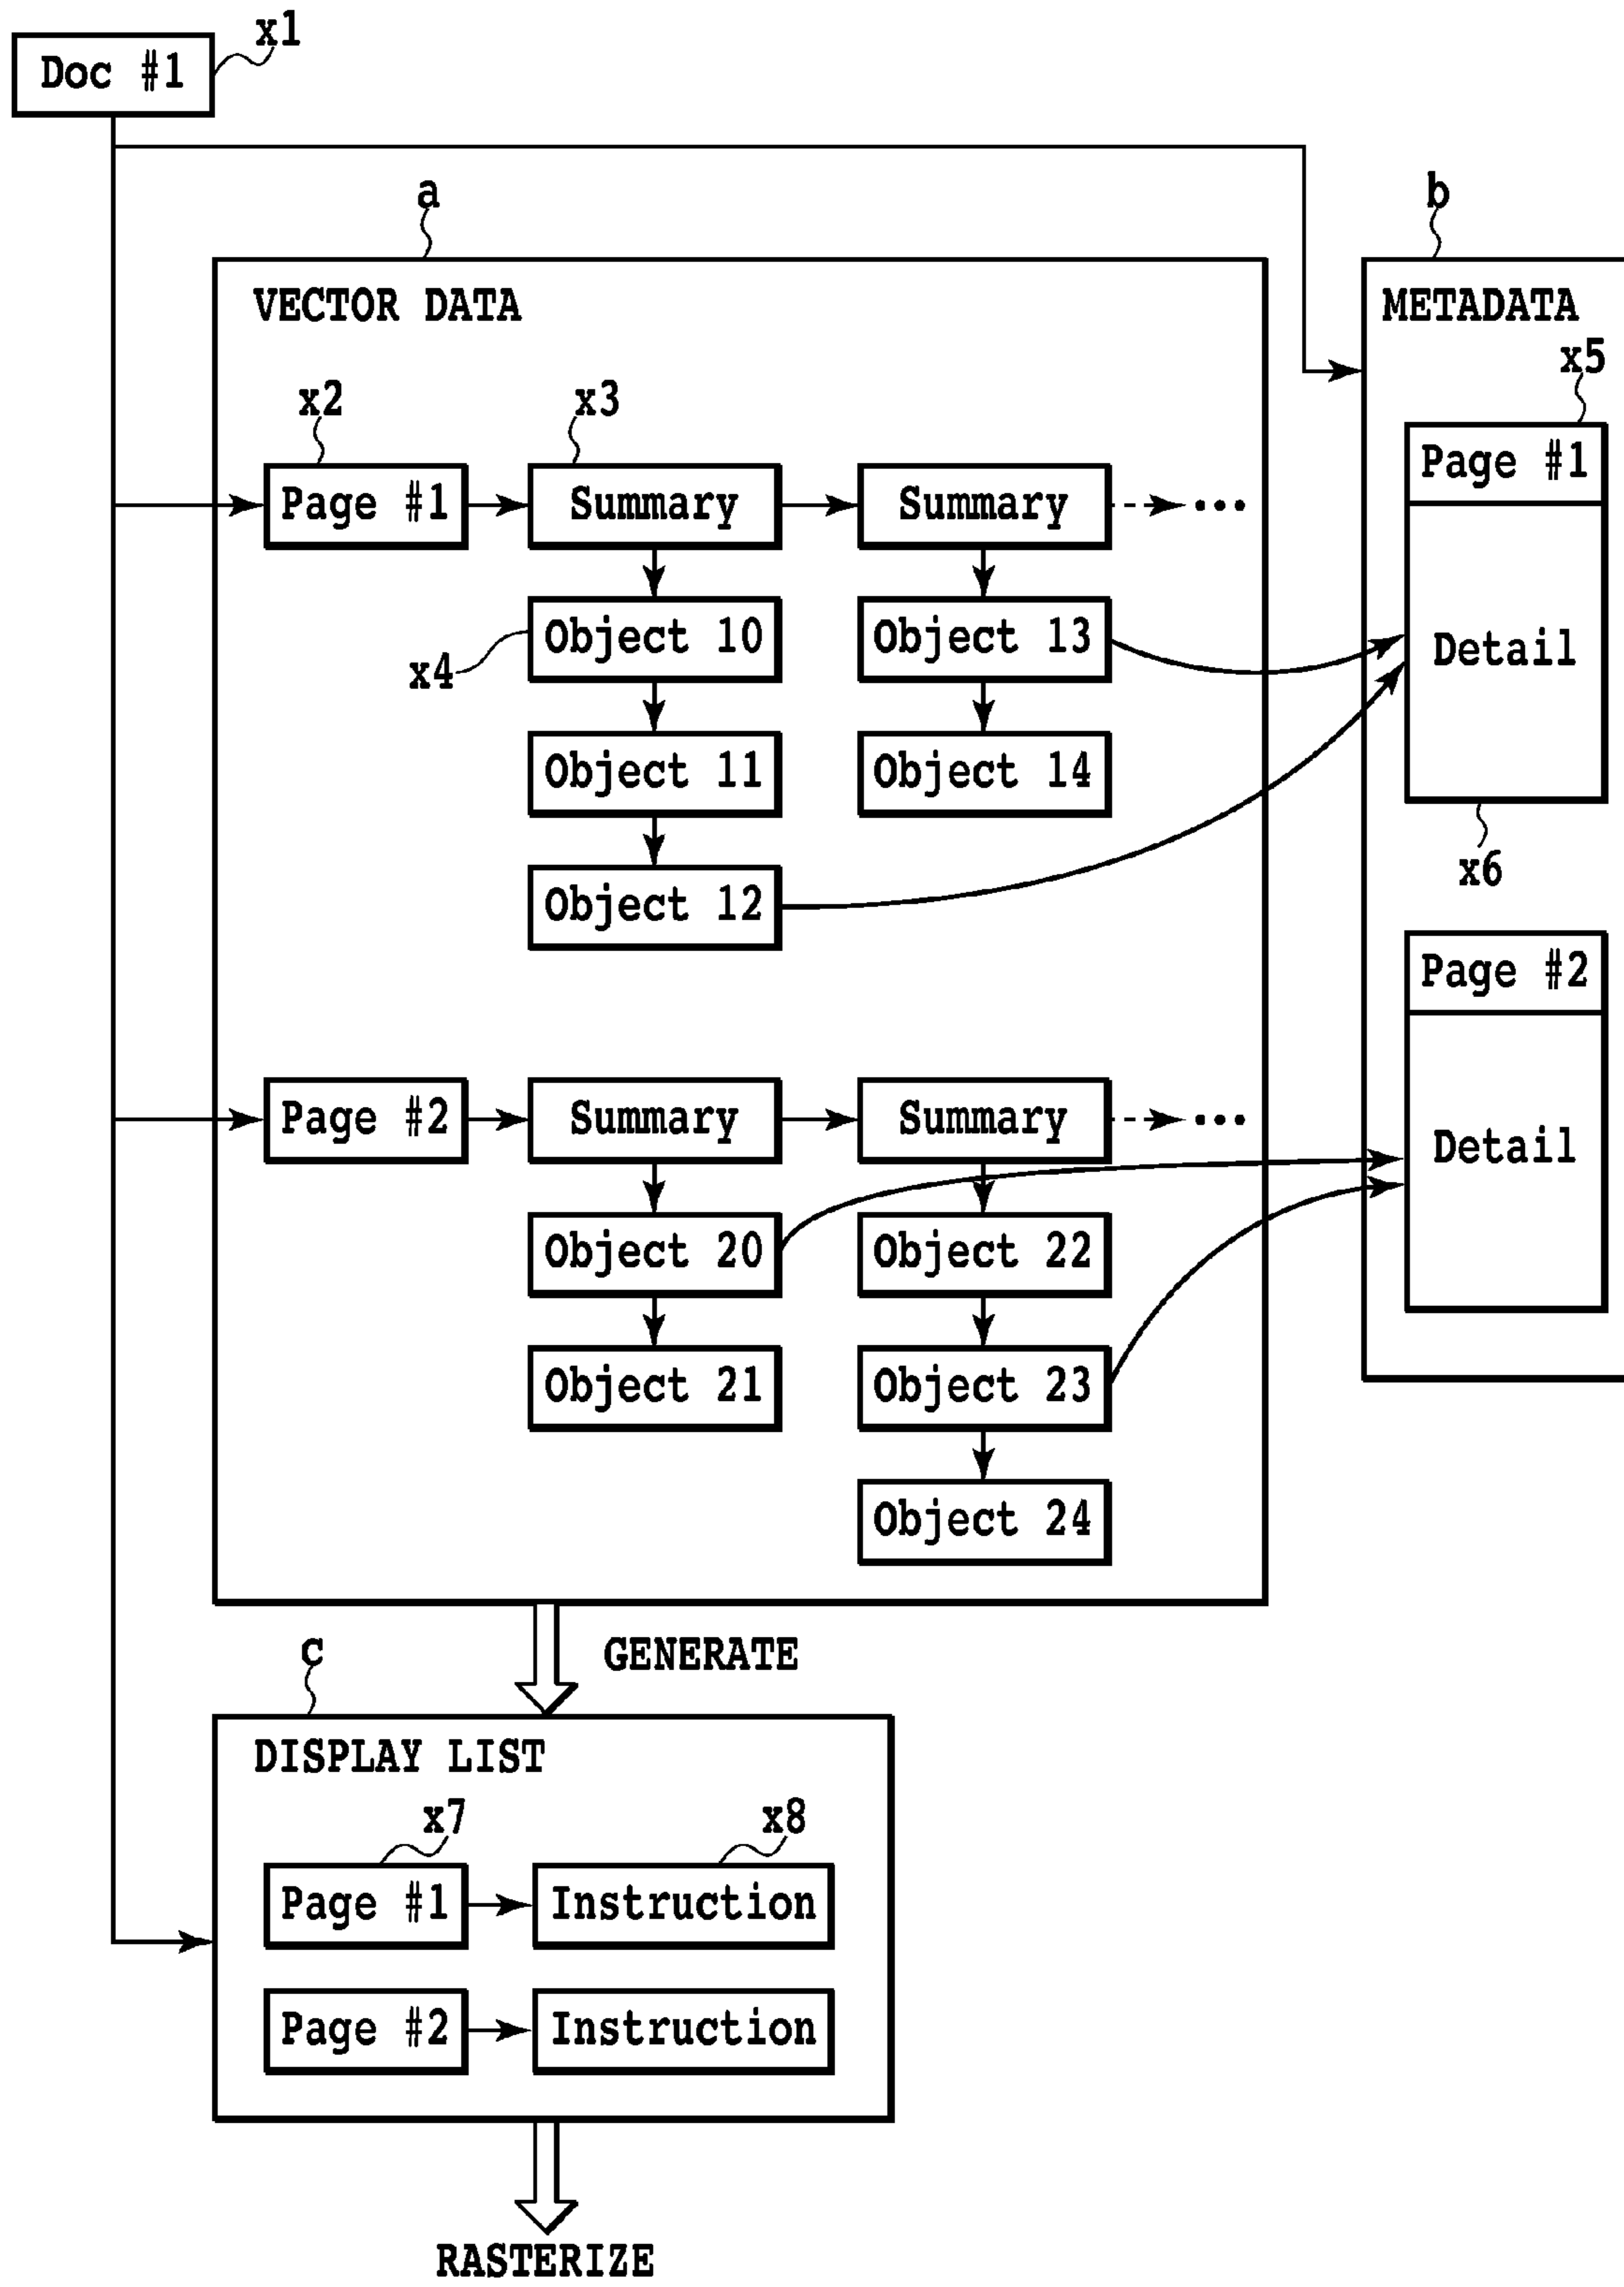 x1
Doc #1
a
b
VECTOR DATA
METADATA
x5
x2
x3
Page #1
Page #1
Summary
Summary
...
Object 10
Object 13
x4
Detail
Object 11
Object 14
x6
Object 12
Page #2
Page #2
Summary
Summary
...
Detail
Object 20
Object 22
Object 21
Object 23
Object 24
GENERATE
c
DISPLAY LIST
x7
x8
Page #1
Instruction
Page #2
Instruction
RASTERIZE